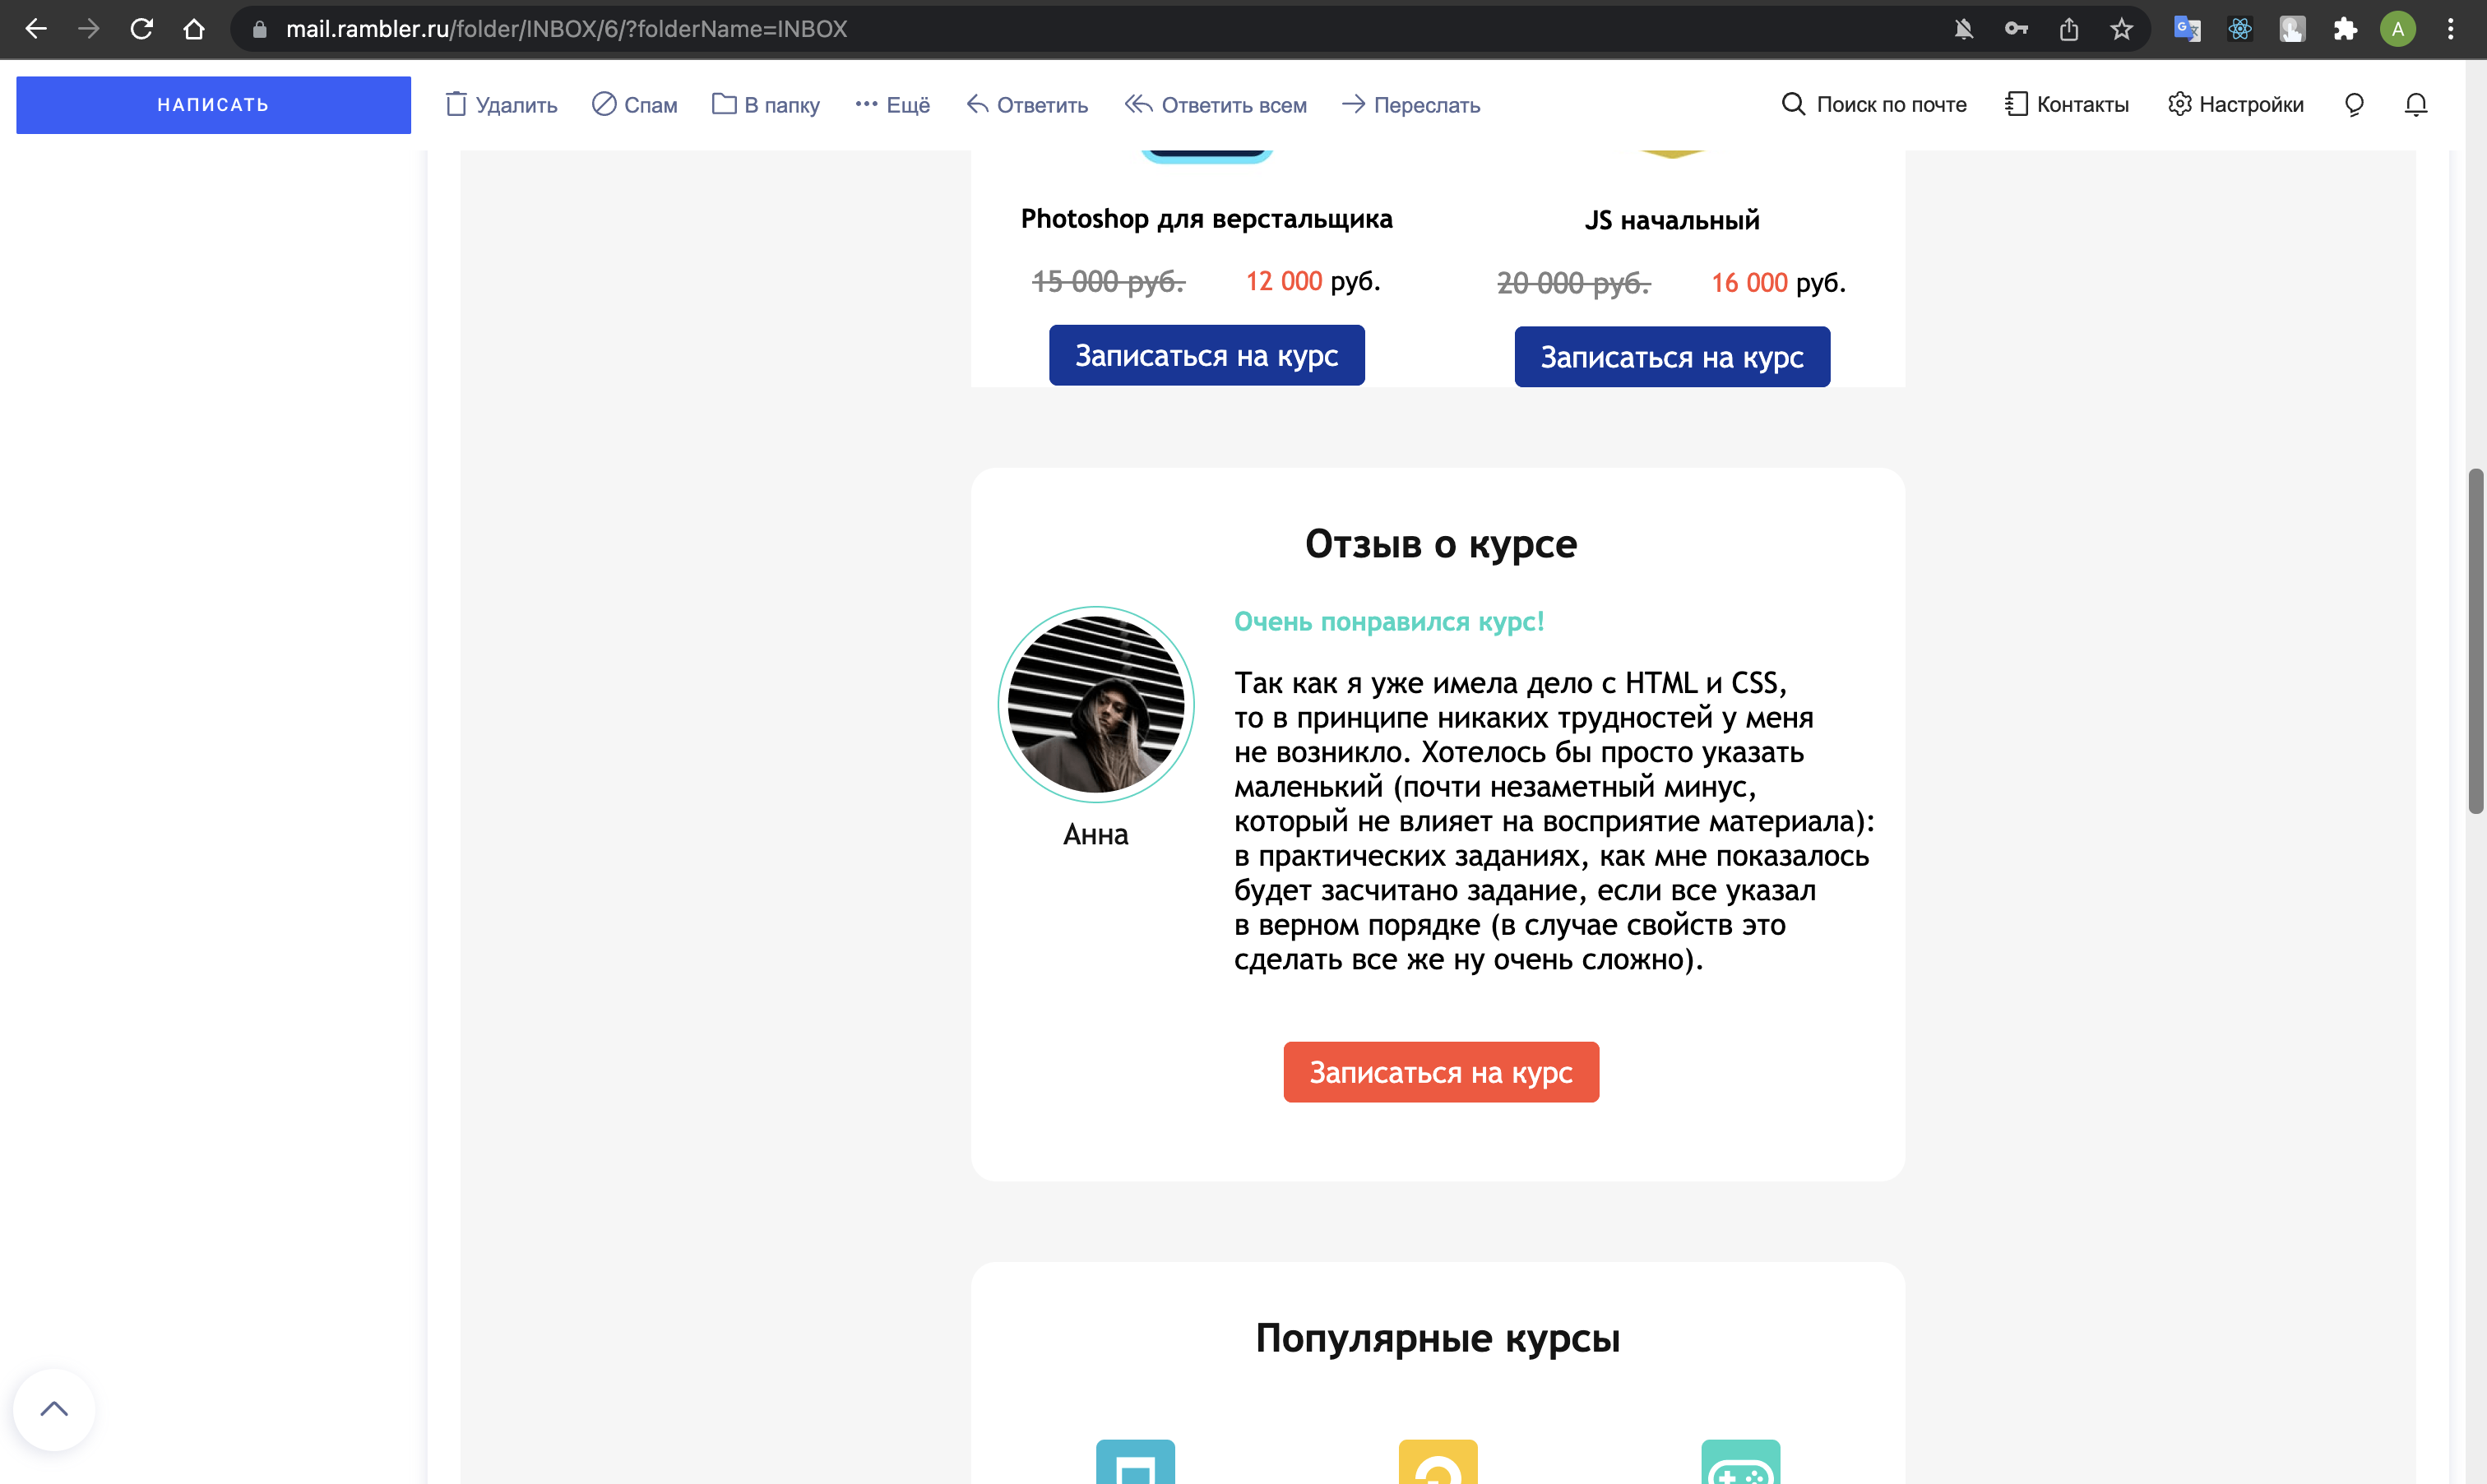 mail.rambler.ru/folder/INBOX/6/?folderName=INBOX
A
НАПИСАТЬ
Удалить
Спам
В папку
Ещё
Ответить
Ответить всем
Переслать
Поиск по почте
Контакты
Настройки
Photoshop для верстальщика
JS начальный
15 000 руб.
12 000 руб.
20 000 руб.
16 000 руб.
Записаться на курс
Записаться на курс
Отзыв о курсе
Очень понравился курс!
Так как я уже имела дело с HTML и CSS,
то в принципе никаких трудностей у меня
не возникло. Хотелось бы просто указать
маленький (почти незаметный минус,
который не влияет на восприятие материала):
в практических заданиях, как мне показалось
будет засчитано задание, если все указал
в верном порядке (в случае свойств это
сделать все же ну очень сложно).
Анна
Записаться на курс
Популярные курсы